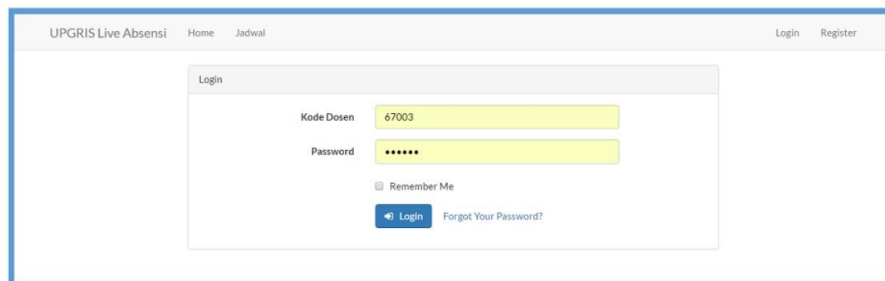 UPGRIS Live Absensi Home Jadwal Login Register
Login
Kode Dosen 67003
Password ••••••
Remember Me
Login Forgot Your Password?